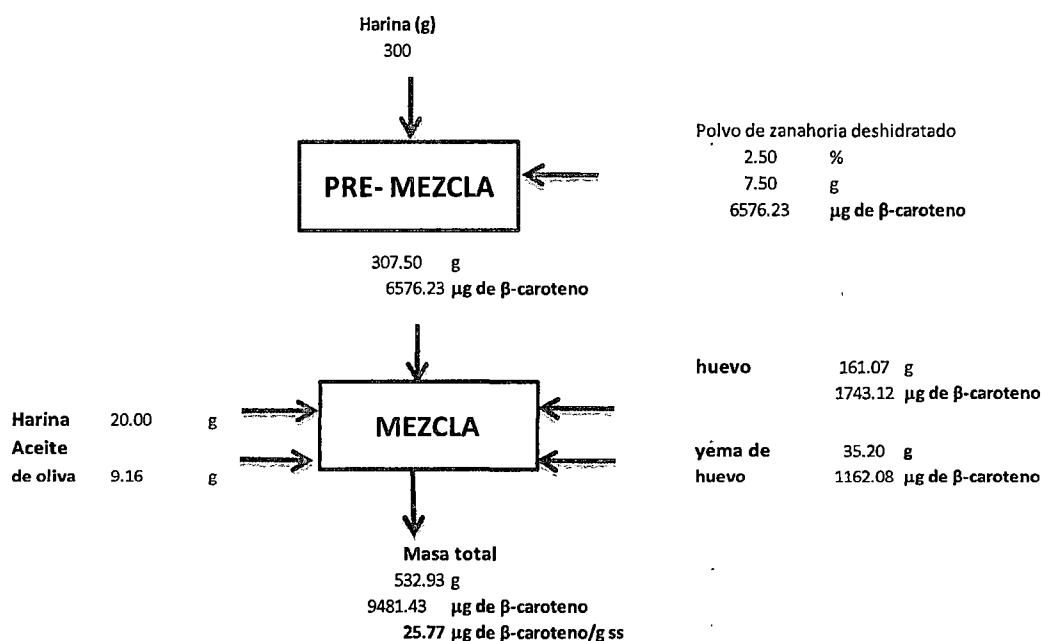 Harina (g)
300
Polvo de zanahoria deshidratado
2.50 %
7.50 g
6576.23 µg de β-caroteno
PRE- MEZCLA
307.50 g
6576.23 µg de β-caroteno
huevo 161.07 g
1743.12 µg de β-caroteno
Harina 20.00 g
Aceite
de oliva 9.16 g
MEZCLA
yéma de 35.20 g
huevo 1162.08 µg de β-caroteno
Masa total
532.93 g
9481.43 µg de β-caroteno
25.77 µg de β-caroteno/g ss